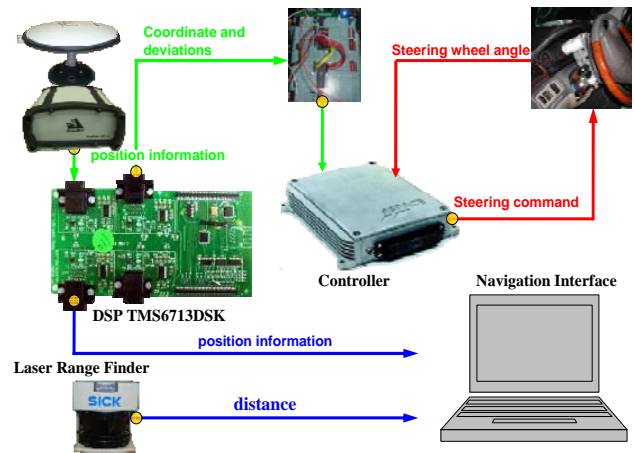 Coordinate and
deviations
Steering wheel angle
position information
Steering command
Controller
Navigation Interface
DSP TMS6713DSK
position information
Laser Range Finder
SICK
distance